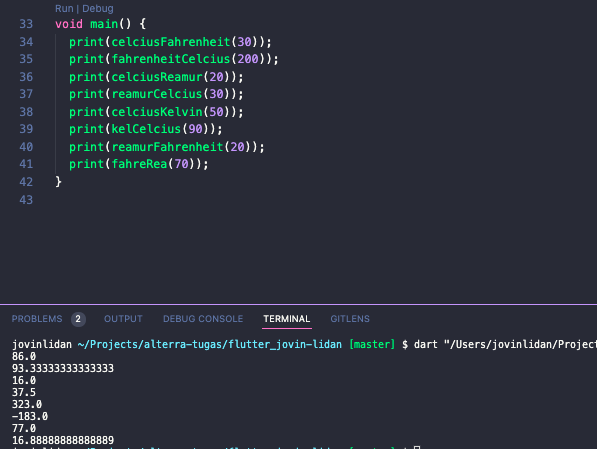 Run | Debug
33 void main() {
34 print(celciusFahrenheit(30));
35 print(fahrenheitCelcius(200));
36 print(celciusReamur(20));
37 print(reamurCelcius(30));
38 print(celciusKelvin(50));
39 print(kelCelcius(90));
40 print(reamurFahrenheit(20));
41 print(fahreRea(70));
42 }
43
PROBLEMS 2 OUTPUT DEBUG CONSOLE TERMINAL GITLENS
jovinlidan ~/Projects/alterra-tugas/flutter_jovin-lidan [master] $ dart "/Users/jovinlidan/Project
86.0
93.33333333333333
16.0
37.5
323.0
-183.0
77.0
16.88888888888889